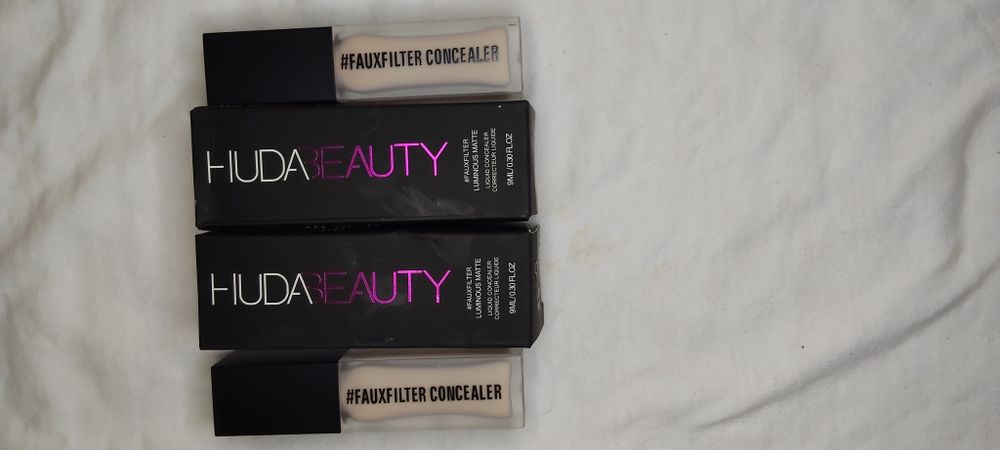 #FAUXFILTER CONCEALER
HUDABEAUTY
#FAUXFILTER
LUMINOUS MATTE
LIQUID CONCEALER
CORRECTEUR LIQUIDE
9ML/0.30 FL.OZ
HUDABEAUTY
#FAUXFILTER
LUMINOUS MATTE
LIQUID CONCEALER
CORRECTEUR LIQUIDE
9ML/0.30 FL.OZ
#FAUXFILTER CONCEALER